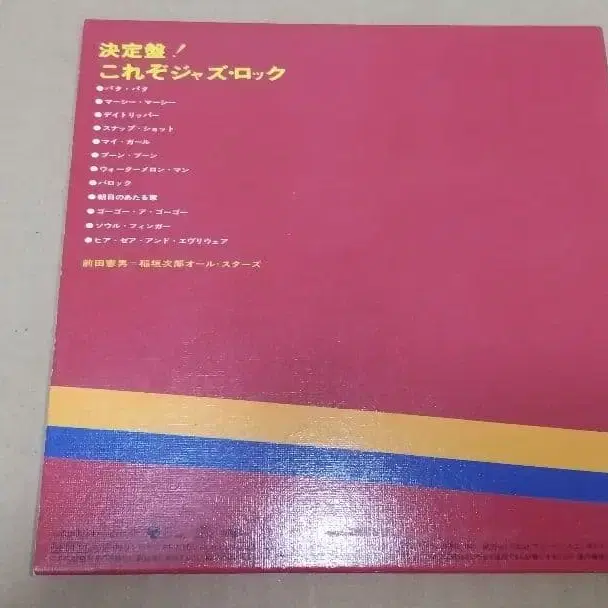 決定盤!
これぞジャズ・ロック
●パタ・パタ
●マーシー・マーシー
●デイトリッパー
●スナップ・ショット
●マイ・ガール
●ブーン・ブーン
●ウォーターメロン・マン
●バロック
●朝日のあたる家
●ゴーゴー・ア・ゴーゴー
●ソウル・フィンガー
●ヒア・ゼア・アンド・エヴリウェア
前田憲男=稲垣次郎オール・スターズ